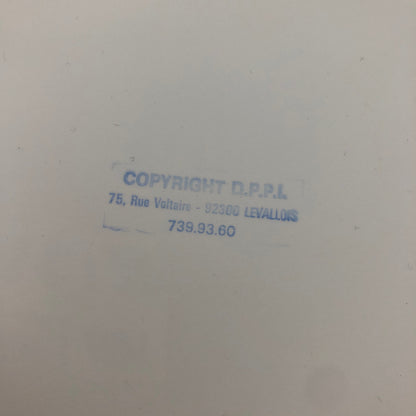 COPYRIGHT D.P.P.I.
75, Rue Voltaire - 92300 LEVALLOIS
739.93.60